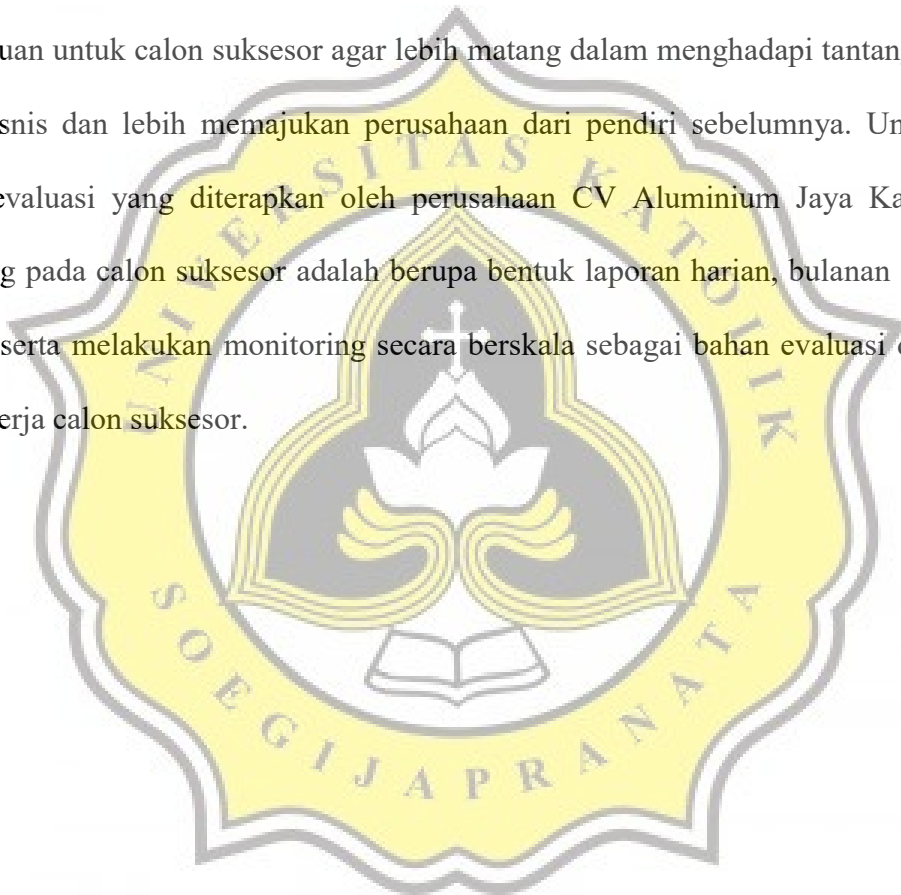 uan untuk calon suksesor agar lebih matang dalam menghadapi tantan
snis dan lebih memajukan perusahaan dari pendiri sebelumnya. Un
evaluasi yang diterapkan oleh perusahaan CV Aluminium Jaya Ka
g pada calon suksesor adalah berupa bentuk laporan harian, bulanan
serta melakukan monitoring secara berskala sebagai bahan evaluasi
erja calon suksesor.
UNIVERSITAS KATOLIK
SOEGIJAPRANATA